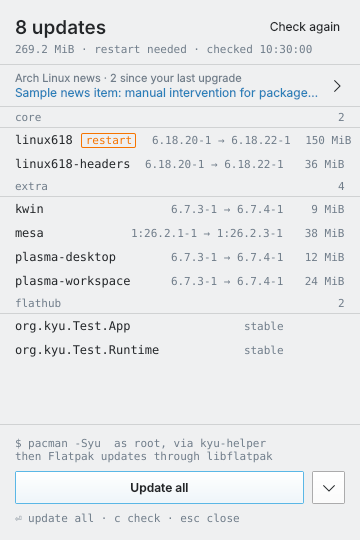 8 updates
Check again
269.2 MiB · restart needed · checked 10:30:00
Arch Linux news · 2 since your last upgrade
Sample news item: manual intervention for package...
core 2
linux618 restart 6.18.20-1 → 6.18.22-1 150 MiB
linux618-headers 6.18.20-1 → 6.18.22-1 36 MiB
extra 4
kwin 6.7.3-1 → 6.7.4-1 9 MiB
mesa 1:26.2.1-1 → 1:26.2.3-1 38 MiB
plasma-desktop 6.7.3-1 → 6.7.4-1 12 MiB
plasma-workspace 6.7.3-1 → 6.7.4-1 24 MiB
flathub 2
org.kyu.Test.App stable
org.kyu.Test.Runtime stable
$ pacman -Syu as root, via kyu-helper
then Flatpak updates through libflatpak
Update all
⏎ update all · c check · esc close